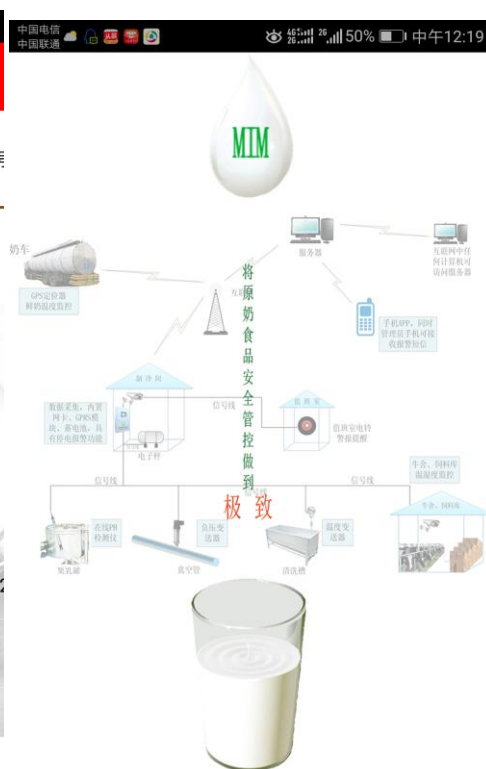 中国电信
中国联通
50%
中午12:19
MIM
奶车
服务器
互联网中任
何计算机可
访问服务器
GPS定位器
鲜奶温度监控
互联
手机APP，同时
管理员手机可接
收报警短信
将原奶食品安全管控做到
极致
制冷间
数据采集，内置
网卡、GPRS模
块、蓄电池，具
有停电报警功能
电子秤
信号线
值班室
值班室电铃
警报提醒
信号线
信号线
牛舍、饲料库
温湿度监控
牛舍、饲料库
在线PH
检测仪
负压变
送器
温度变
送器
集乳罐
真空管
清洗槽